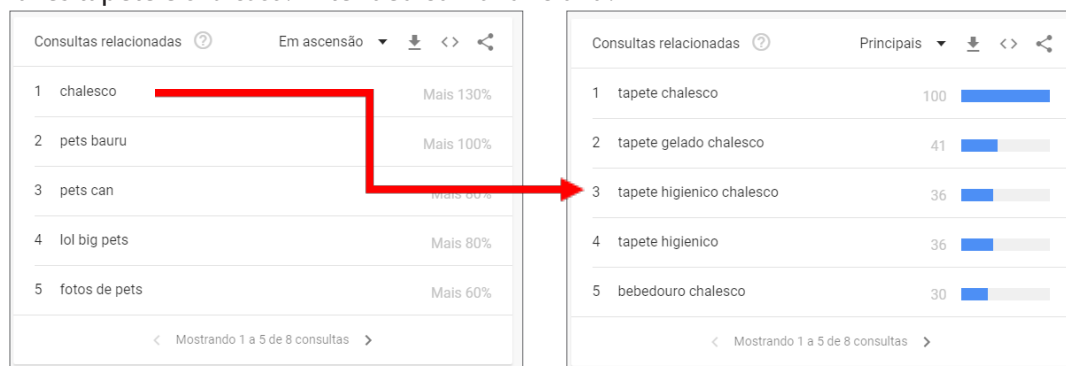 Consultas relacionadas Em ascensão
1 chalesco Mais 130%
2 pets bauru Mais 100%
3 pets can
4 lol big pets Mais 80%
5 fotos de pets Mais 60%
Mostrando 1 a 5 de 8 consultas
Consultas relacionadas Principais
1 tapete chalesco 100
2 tapete gelado chalesco 41
3 tapete higienico chalesco 36
4 tapete higienico 36
5 bebedouro chalesco 30
Mostrando 1 a 5 de 8 consultas